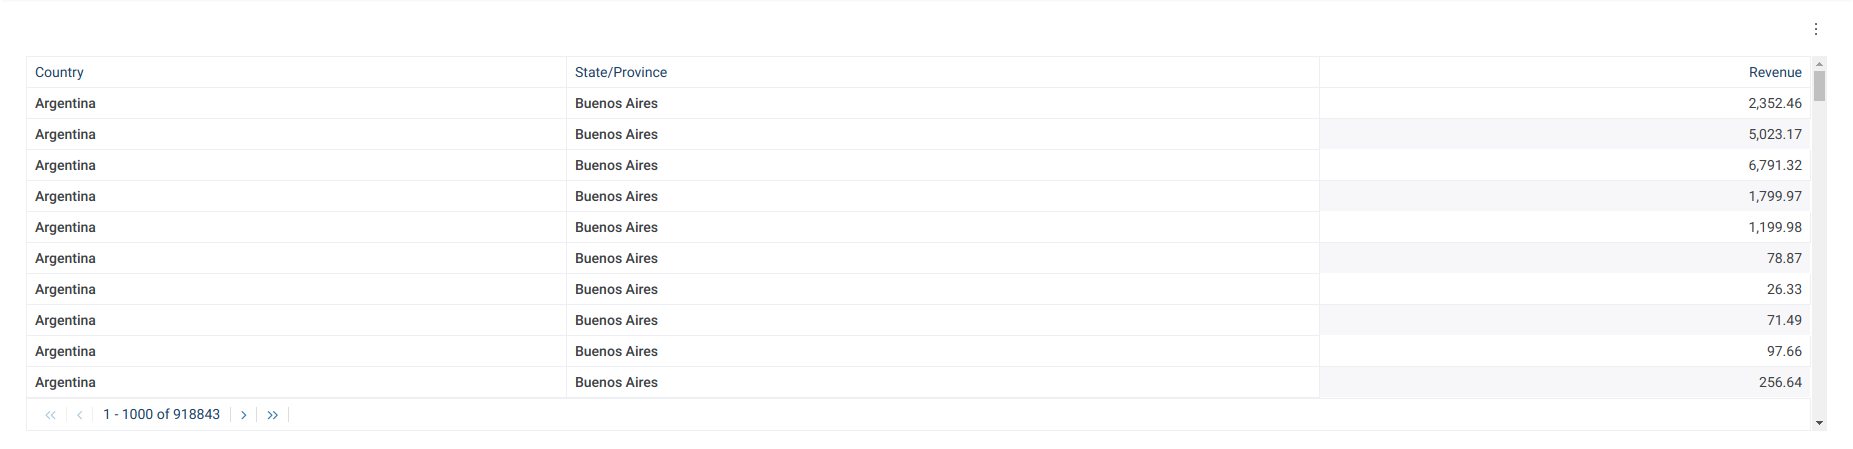 Country State/Province Revenue
Argentina Buenos Aires 2,352.46
Argentina Buenos Aires 5,023.17
Argentina Buenos Aires 6,791.32
Argentina Buenos Aires 1,799.97
Argentina Buenos Aires 1,199.98
Argentina Buenos Aires 78.87
Argentina Buenos Aires 26.33
Argentina Buenos Aires 71.49
Argentina Buenos Aires 97.66
Argentina Buenos Aires 256.64
1 - 1000 of 918843